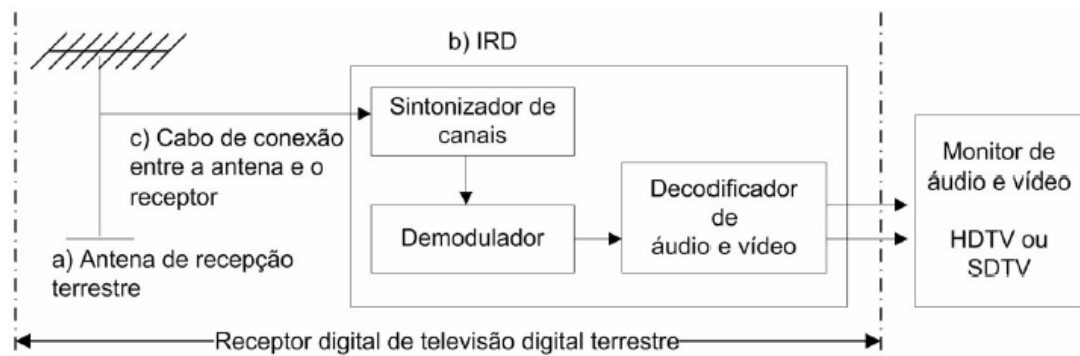 b) IRD
Sintonizador de
canais
c) Cabo de conexão
entre a antena e o
receptor
Demodulador
Decodificador
de
áudio e vídeo
Monitor de
áudio e vídeo
HDTV ou
SDTV
a) Antena de recepção
terrestre
Receptor digital de televisão digital terrestre